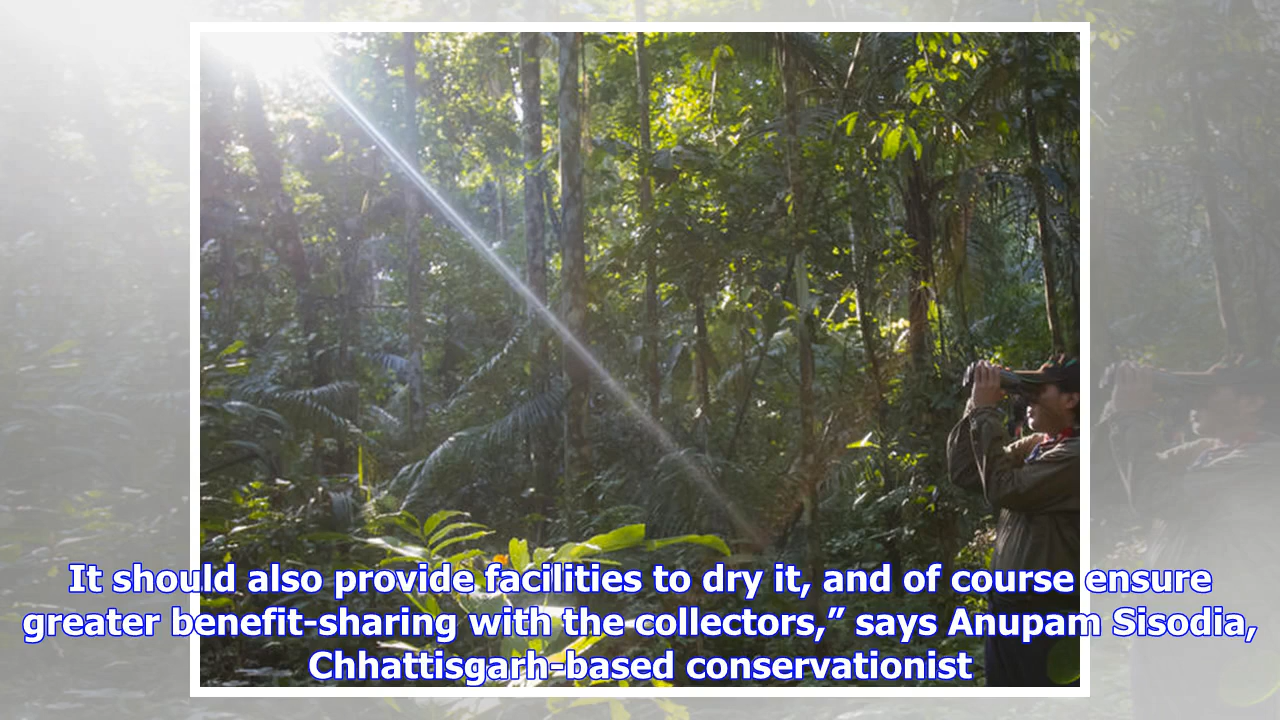 It should also provide facilities to dry it, and of course ensure
greater benefit-sharing with the collectors,” says Anupam Sisodia,
Chhattisgarh-based conservationist